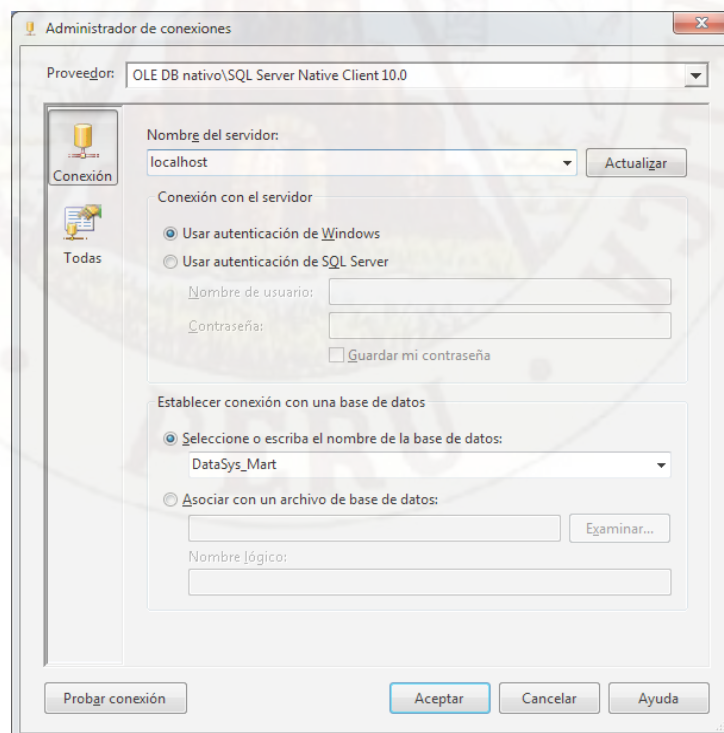 Administrador de conexiones
Proveedor: OLE DB nativo\SQL Server Native Client 10.0
Conexión
Todas
Nombre del servidor:
localhost
Actualizar
Conexión con el servidor
Usar autenticación de Windows
Usar autenticación de SQL Server
Nombre de usuario:
Contraseña:
Guardar mi contraseña
Establecer conexión con una base de datos
Seleccione o escriba el nombre de la base de datos:
DataSys_Mart
Asociar con un archivo de base de datos:
Examinar...
Nombre lógico:
Probar conexión
Aceptar
Cancelar
Ayuda
PERU